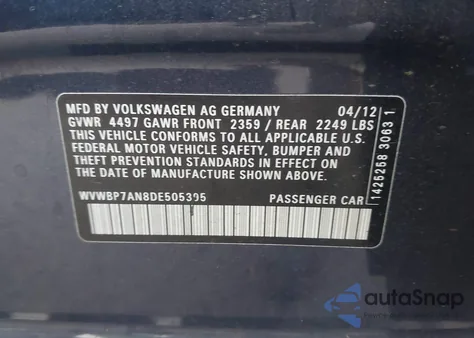 MFD BY VOLKSWAGEN AG GERMANY 04/12
GVWR 4497 GAWR FRONT 2359 / REAR 2249 LBS
THIS VEHICLE CONFORMS TO ALL APPLICABLE U.S.
FEDERAL MOTOR VEHICLE SAFETY, BUMPER AND
THEFT PREVENTION STANDARDS IN EFFECT ON
THE DATE OF MANUFACTURE SHOWN ABOVE.
WVWBP7AN8DE505395 PASSENGER CAR
1425258 3063 1
autoSnap